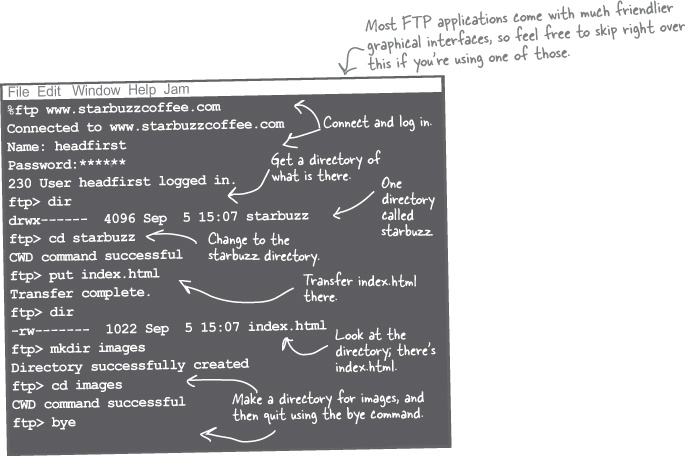 Most FTP applications come with much friendlier
graphical interfaces, so feel free to skip right over
this if you're using one of those.
File Edit Window Help Jam
%ftp www.starbuzzcoffee.com
Connected to www.starbuzzcoffee.com
Connect and log in.
Name: headfirst
Password:******
230 User headfirst logged in.
Get a directory of
what is there.
ftp> dir
drwx------ 4096 Sep 5 15:07 starbuzz
One
directory
called
starbuzz
ftp> cd starbuzz
Change to the
starbuzz directory.
CWD command successful
ftp> put index.html
Transfer index.html
there.
Transfer complete.
ftp> dir
-rw------- 1022 Sep 5 15:07 index.html
Look at the
directory; there's
index.html.
ftp> mkdir images
Directory successfully created
ftp> cd images
CWD command successful
Make a directory for images, and
then quit using the bye command.
ftp> bye